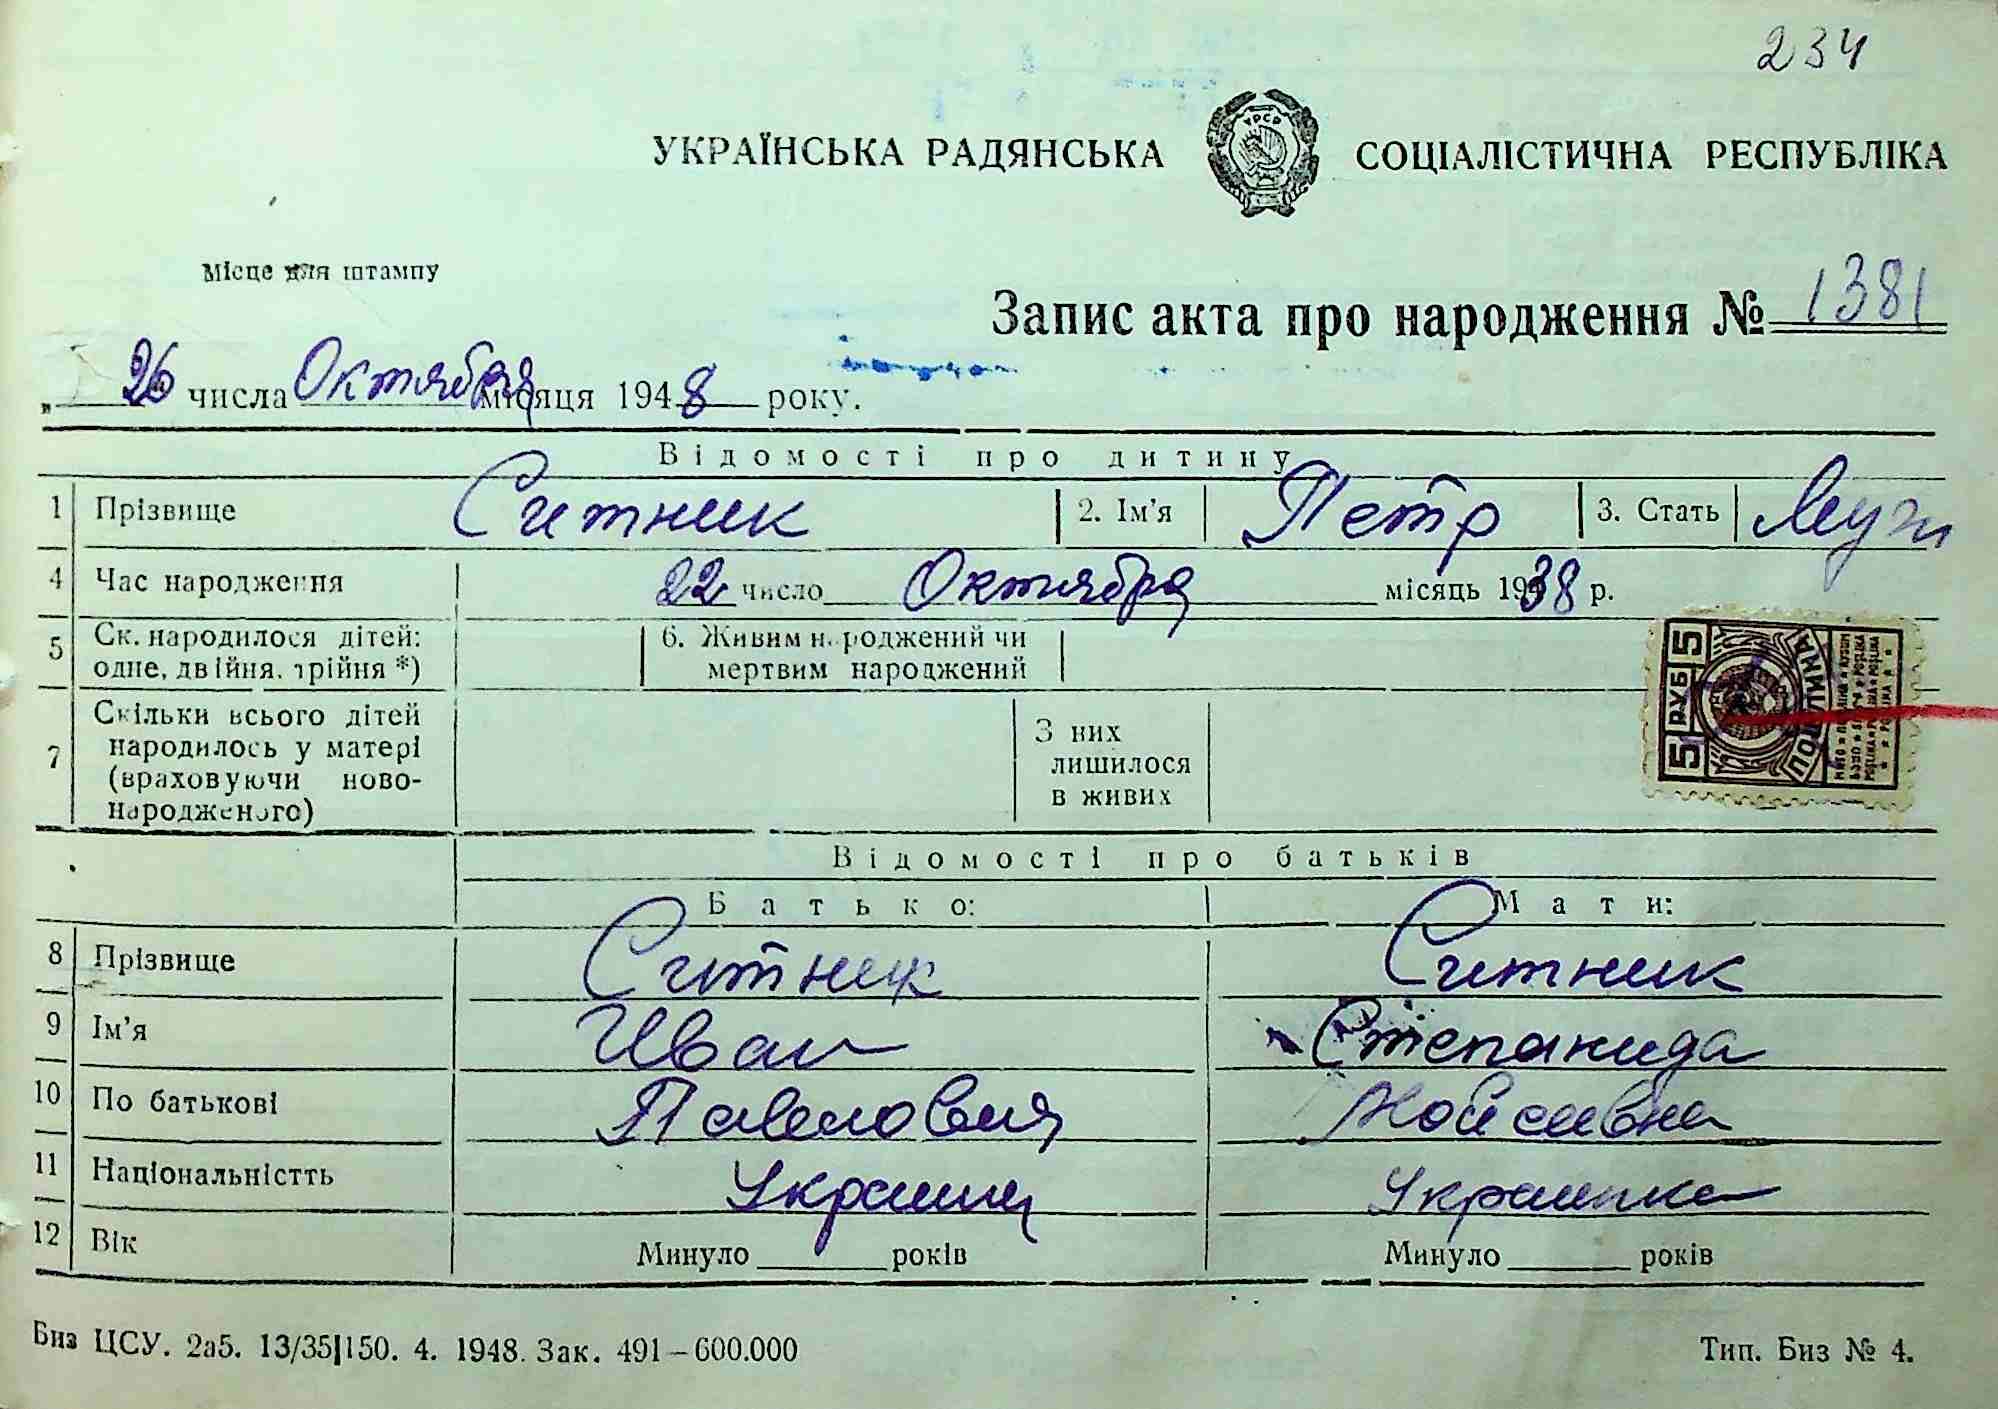 234
УКРАЇНСЬКА РАДЯНСЬКА СОЦІАЛІСТИЧНА РЕСПУБЛІКА
УРСР
Місце для штампу
Запис акта про народження № 1381
„ 26 числа Октября місяця 1948 року.
Відомості про дитину
1 Прізвище Ситник 2. Ім'я Петр 3. Стать Муж
4 Час народження 22 число Октября місяць 1938 р.
5 Ск. народилося дітей: одне, двійня, трійня *) 6. Живим народжений чи мертвим народжений
7 Скільки всього дітей народилось у матері (враховуючи новонародженого) З них лишилося в живих
5 РУБ 5
ПОШЛИНА
Відомості про батьків
Батько: Мати:
8 Прізвище Ситник Ситник
9 Ім'я Иван Степанида
10 По батькові Павлович Мойсеивна
11 Національністть Украинец Украинка
12 Вік Минуло ______ років Минуло ______ років
Биз ЦСУ. 2а5. 13/35|150. 4. 1948. Зак. 491—600.000 Тип. Биз № 4.